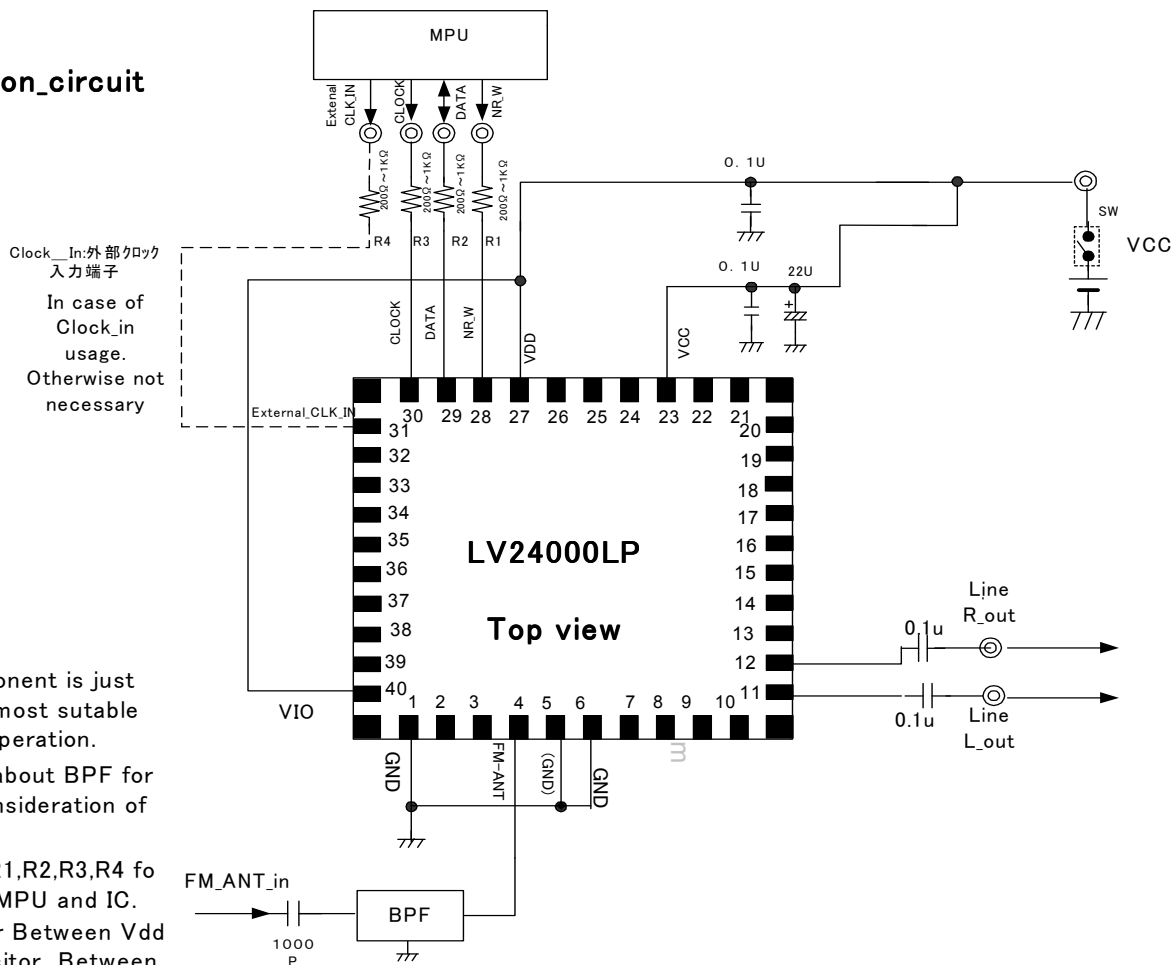 MPU
on_circuit
External
CLK_IN
CLOCK
DATA
NR_W
200Ω～1KΩ
200Ω～1KΩ
200Ω～1KΩ
200Ω～1KΩ
R4
R3
R2
R1
0.1U
SW
VCC
0.1U
22U
+
Clock__In:外部クロック
入力端子
In case of
Clock_in
usage.
Otherwise not
necessary
CLOCK
DATA
NR_W
VDD
VCC
External_CLK_IN
30
29
28
27
26
25
24
23
22
21
31
32
33
34
35
36
37
38
39
40
20
19
18
17
16
15
14
13
12
11
LV24000LP
Top view
1
2
3
4
5
6
7
8
9
10
VIO
GND
FM-ANT
(GND)
GND
m
Line
R_out
0.1u
0.1u
Line
L_out
onent is just
most sutable
peration.
about BPF for
nsideration of
R1,R2,R3,R4 fo
MPU and IC.
r Between Vdd
citor Between
FM_ANT_in
1000
P
BPF